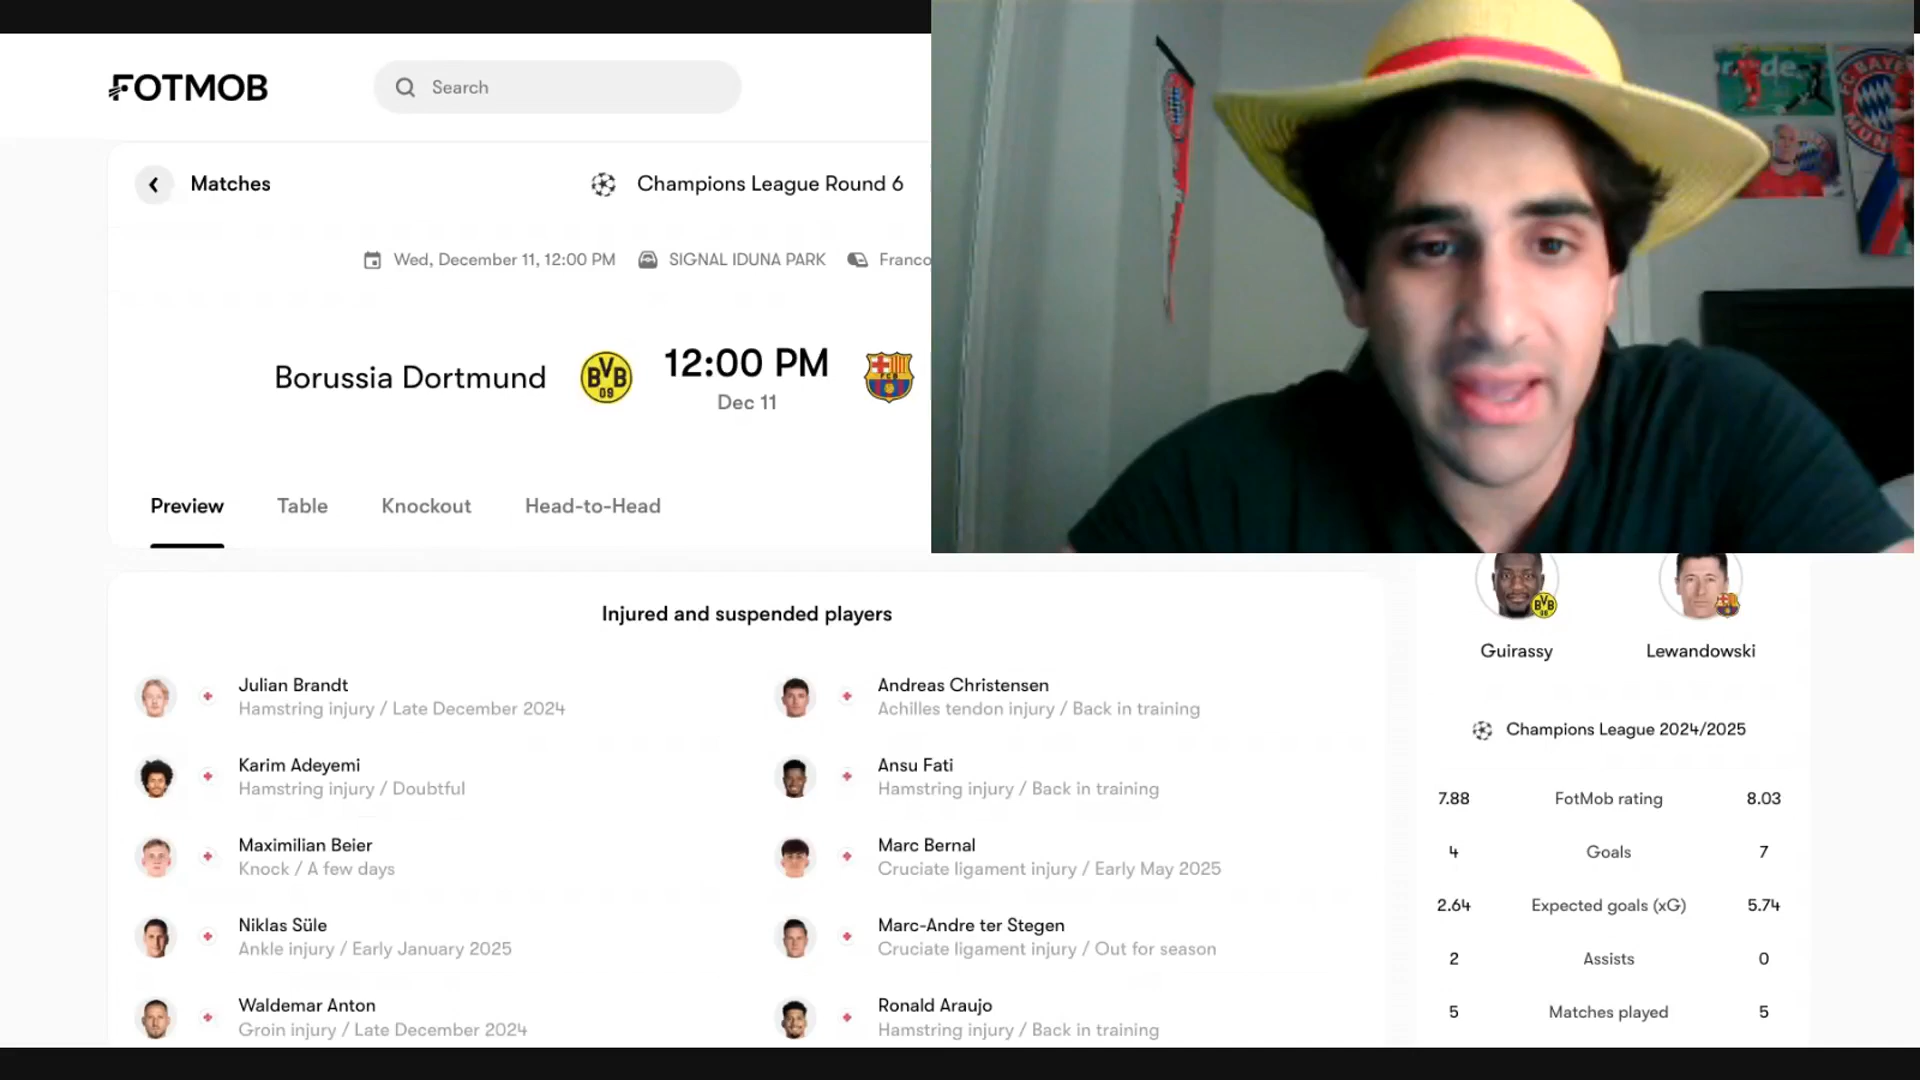 FOTMOB
Search
Matches
Champions League Round 6
Wed, December 11, 12:00 PM
SIGNAL IDUNA PARK
Franco
Borussia Dortmund
BVB
09
12:00 PM
Dec 11
FCB
Preview
Table
Knockout
Head-to-Head
Injured and suspended players
Julian Brandt
Hamstring injury / Late December 2024
Karim Adeyemi
Hamstring injury / Doubtful
Maximilian Beier
Knock / A few days
Niklas Süle
Ankle injury / Early January 2025
Waldemar Anton
Groin injury / Late December 2024
Andreas Christensen
Achilles tendon injury / Back in training
Ansu Fati
Hamstring injury / Back in training
Marc Bernal
Cruciate ligament injury / Early May 2025
Marc-Andre ter Stegen
Cruciate ligament injury / Out for season
Ronald Araujo
Hamstring injury / Back in training
FC BAYE
MÜN
Guirassy
Lewandowski
Champions League 2024/2025
7.88 FotMob rating 8.03
4 Goals 7
2.64 Expected goals (xG) 5.74
2 Assists 0
5 Matches played 5